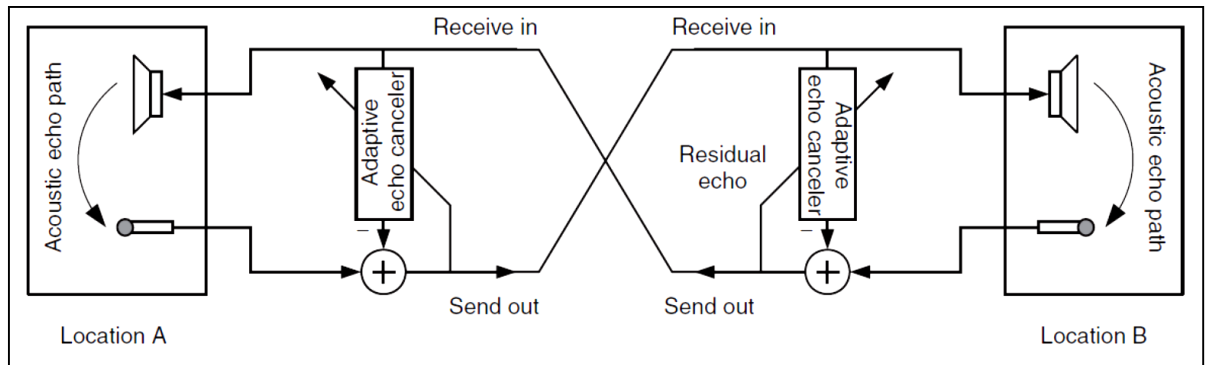 Receive in
Receive in
Acoustic echo path
Adaptive
echo canceler
Residual
echo
Adaptive
echo canceler
Acoustic echo path
–
+
–
+
Send out
Send out
Location A
Location B